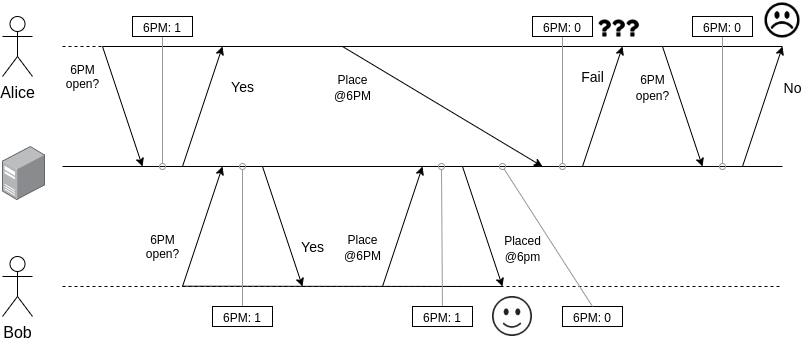 6PM: 1
6PM: 0
???
6PM: 0
6PM
open?
Alice
Yes
Place
@6PM
Fail
6PM
open?
No
6PM
open?
Yes
Place
@6PM
Placed
@6pm
Bob
6PM: 1
6PM: 1
6PM: 0